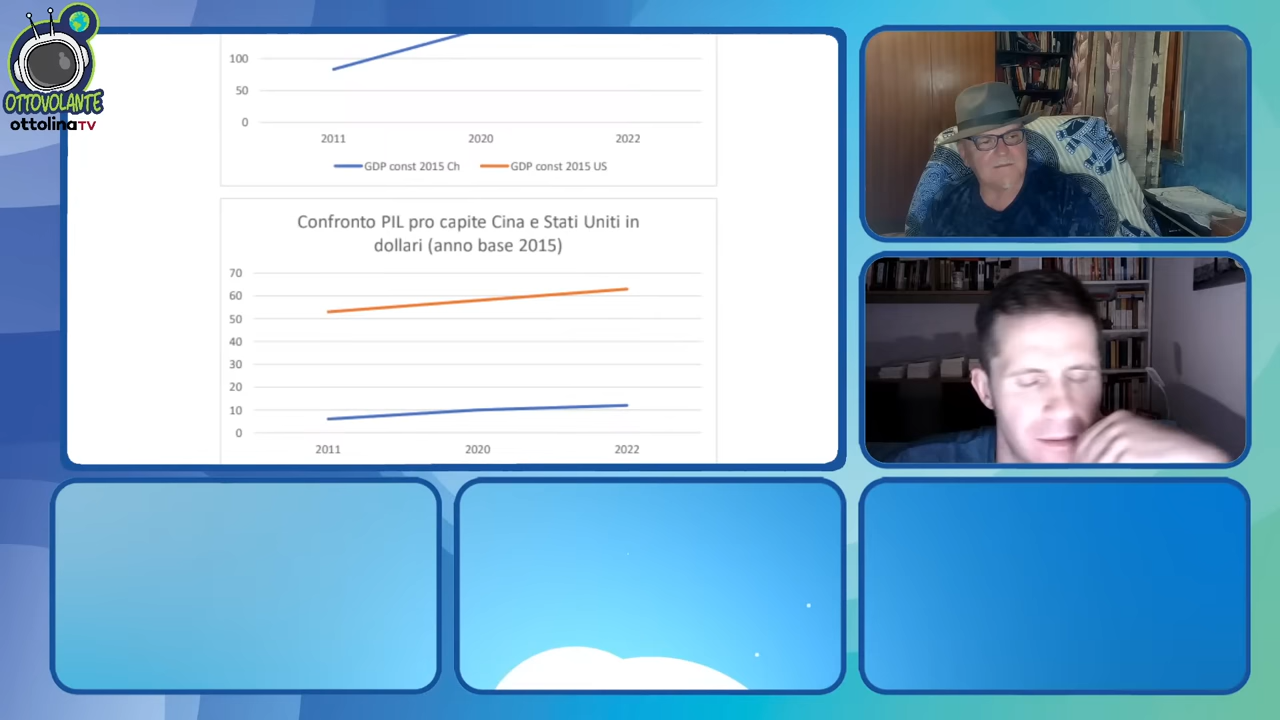 OTTOVOLANTE
ottolinaTV
100
50
0
2011 2020 2022
GDP const 2015 Ch GDP const 2015 US
Confronto PIL pro capite Cina e Stati Uniti in
dollari (anno base 2015)
70
60
50
40
30
20
10
0
2011 2020 2022